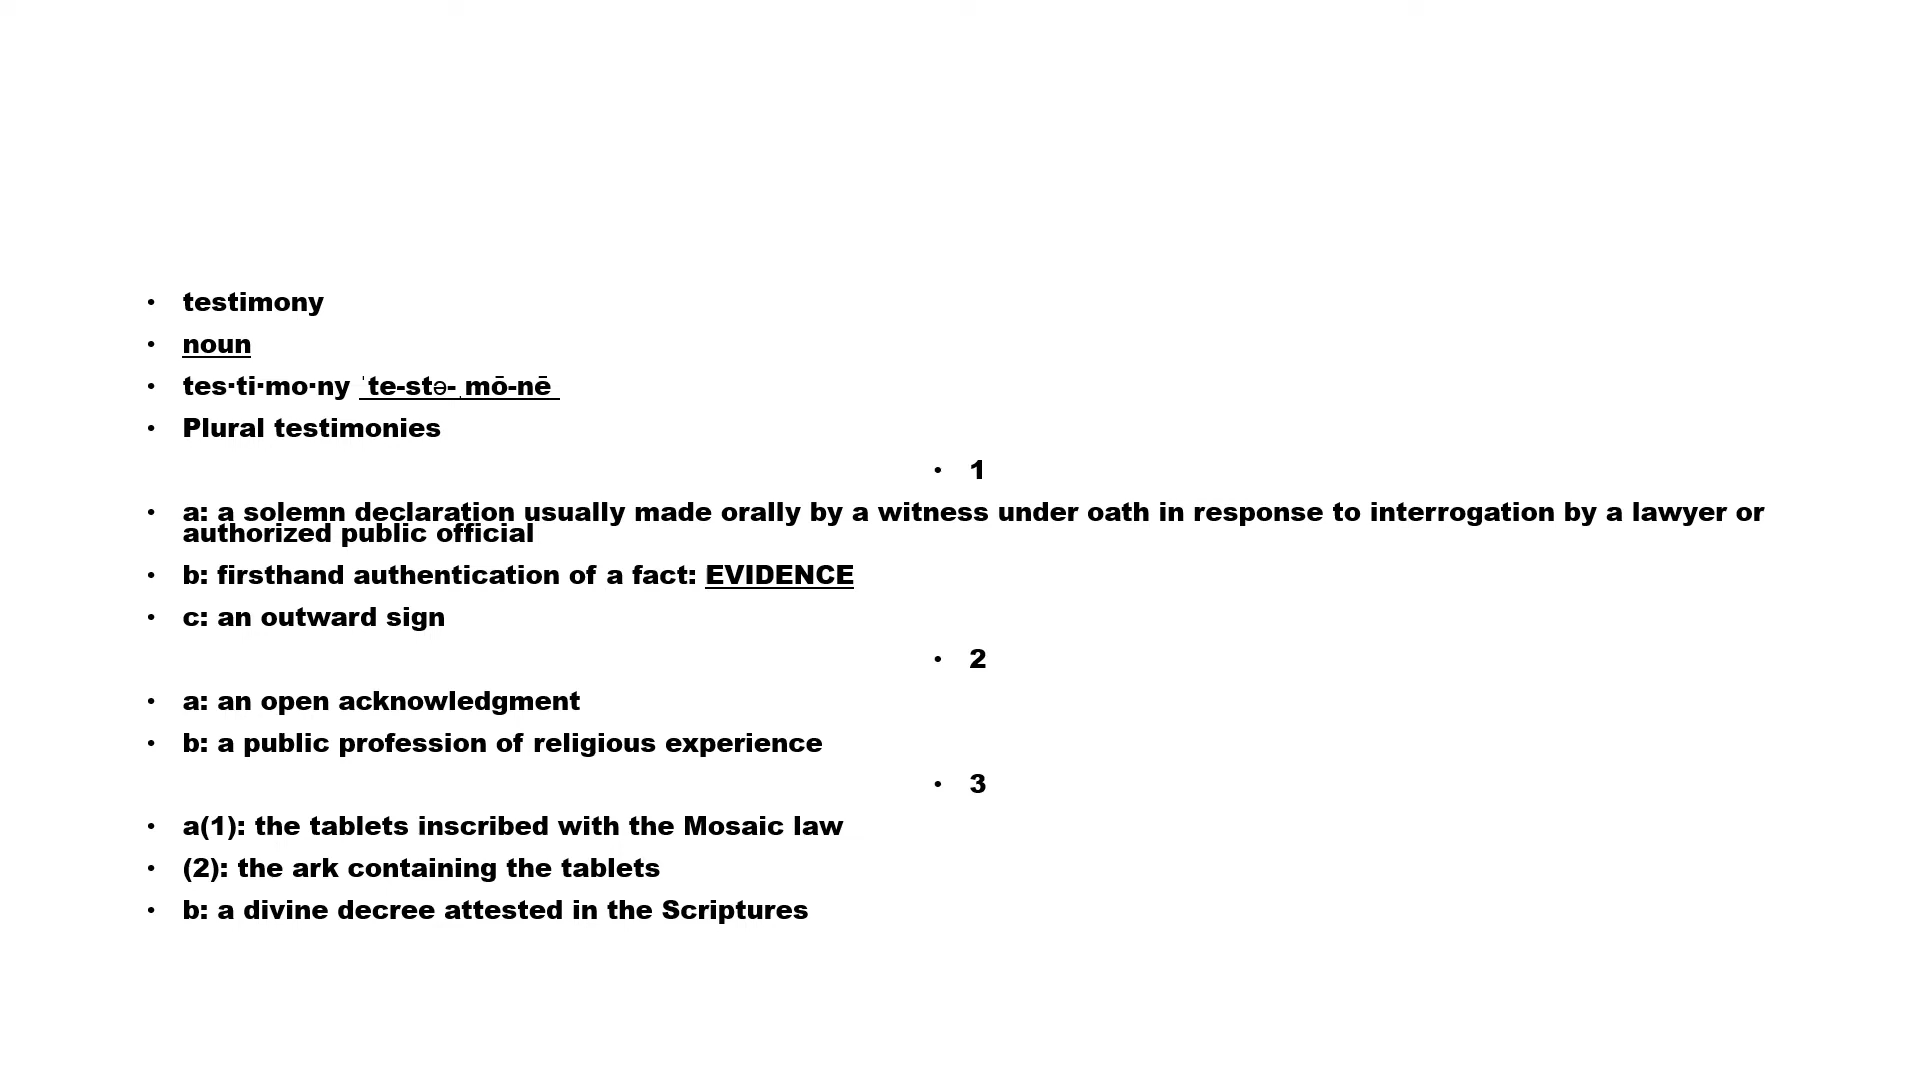 • testimony
• noun
• tes·ti·mo·ny ˈte-stə-ˌmō-nē
• Plural testimonies
• 1
• a: a solemn declaration usually made orally by a witness under oath in response to interrogation by a lawyer or
authorized public official
• b: firsthand authentication of a fact: EVIDENCE
• c: an outward sign
• 2
• a: an open acknowledgment
• b: a public profession of religious experience
• 3
• a(1): the tablets inscribed with the Mosaic law
• (2): the ark containing the tablets
• b: a divine decree attested in the Scriptures